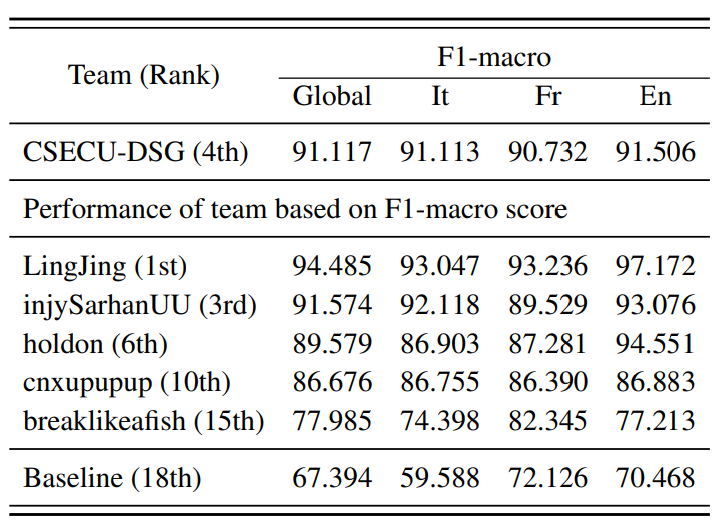 Team (Rank) F1-macro
Global It Fr En
CSECU-DSG (4th) 91.117 91.113 90.732 91.506
Performance of team based on F1-macro score
LingJing (1st) 94.485 93.047 93.236 97.172
injySarhanUU (3rd) 91.574 92.118 89.529 93.076
holdon (6th) 89.579 86.903 87.281 94.551
cnxupupup (10th) 86.676 86.755 86.390 86.883
breaklikeafish (15th) 77.985 74.398 82.345 77.213
Baseline (18th) 67.394 59.588 72.126 70.468